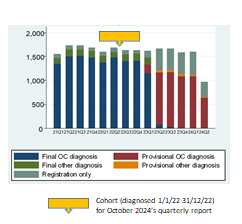 2,000
1,500
1,000
500
0
21Q1 21Q2 21Q3 21Q4 22Q1 22Q2 22Q3 22Q4 23Q1 23Q2 23Q3 23Q4 24Q1 24Q2
Final OC diagnosis
Provisional OC diagnosis
Final other diagnosis
Provisional other diagnosis
Registration only
Cohort (diagnosed 1/1/22 31/12/22)
for October 2024's quarterly report